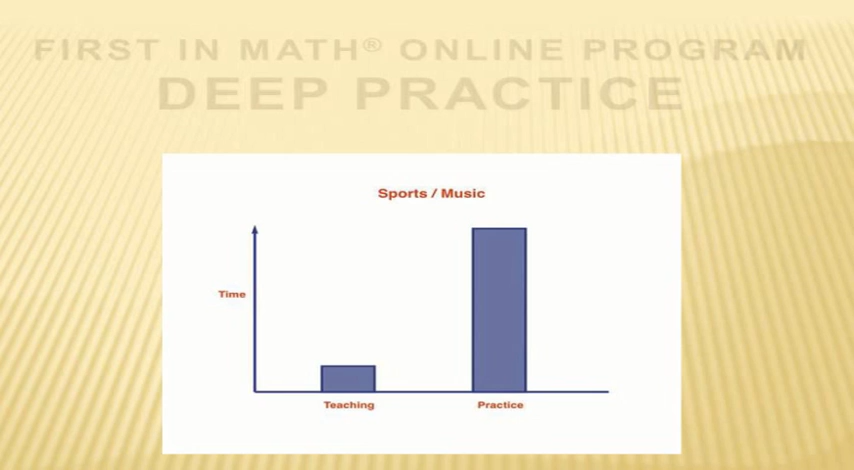 FIRST IN MATH® ONLINE PROGRAM
DEEP PRACTICE
Sports / Music
Time
Teaching
Practice